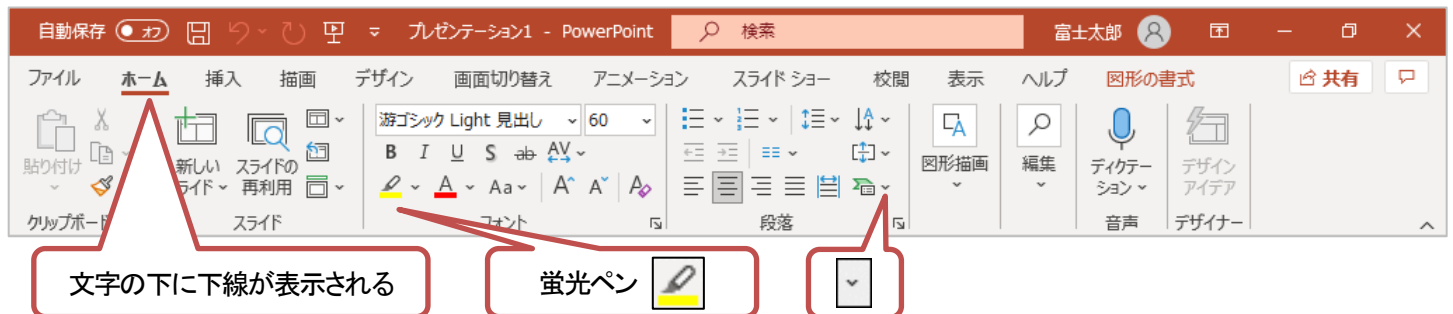 自動保存 オフ プレゼンテーション1 - PowerPoint 検索 富士太郎
ファイル ホーム 挿入 描画 デザイン 画面切り替え アニメーション スライド ショー 校閲 表示 ヘルプ 図形の書式 共有
貼り付け
新しい
スライドの
再利用
游ゴシック Light 見出し 60
B I U S ab AV
A Aa A A A
図形描画
編集
ディクテー
ション
デザイン
アイデア
クリップボード スライド フォント 段落 音声 デザイナー
文字の下に下線が表示される
蛍光ペン